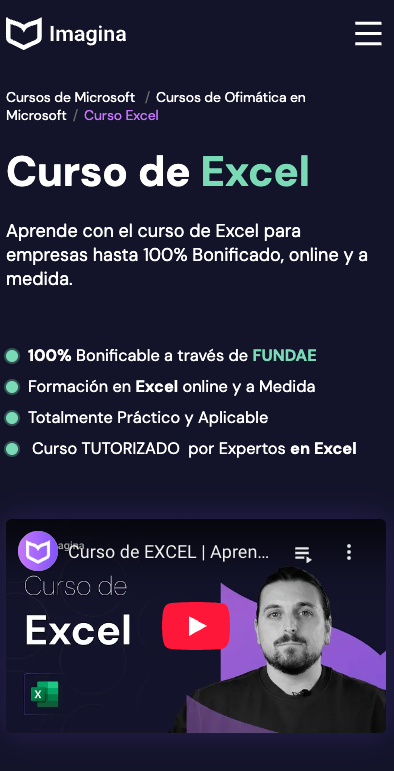 Imagina
Cursos de Microsoft / Cursos de Ofimática en
Microsoft / Curso Excel
Curso de Excel
Aprende con el curso de Excel para
empresas hasta 100% Bonificado, online y a
medida.
100% Bonificable a través de FUNDAE
Formación en Excel online y a Medida
Totalmente Práctico y Aplicable
Curso TUTORIZADO por Expertos en Excel
agina
Curso de EXCEL | Apren...
Curso de
Excel
X